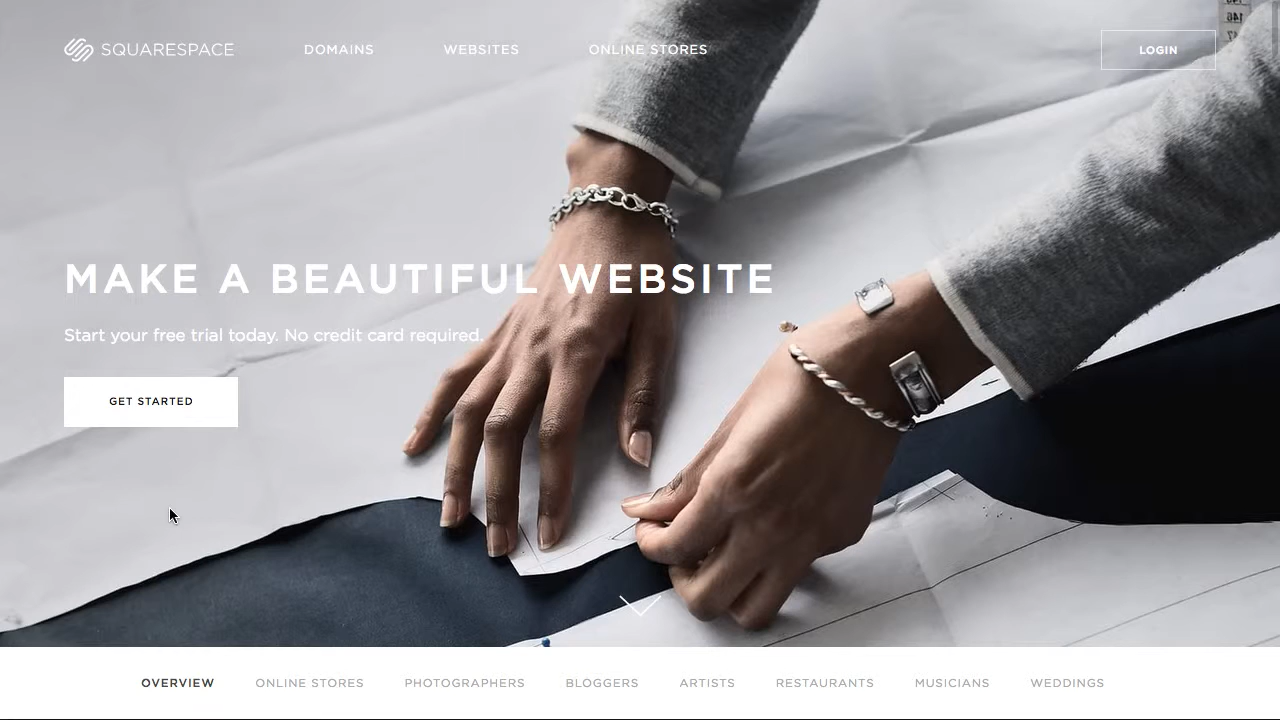 SQUARESPACE DOMAINS WEBSITES ONLINE STORES LOGIN
MAKE A BEAUTIFUL WEBSITE
Start your free trial today. No credit card required.
GET STARTED
OVERVIEW ONLINE STORES PHOTOGRAPHERS BLOGGERS ARTISTS RESTAURANTS MUSICIANS WEDDINGS